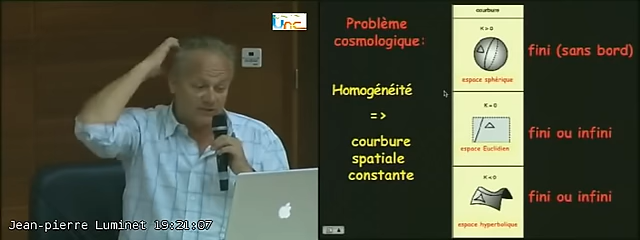 Unc
Problème
cosmologique:
Homogénéité
=>
courbure
spatiale
constante
courbure
K > 0
espace sphérique
fini (sans bord)
K = 0
espace Euclidien
fini ou infini
K < 0
espace hyperbolique
fini ou infini
Jean-pierre Luminet 19:21:07